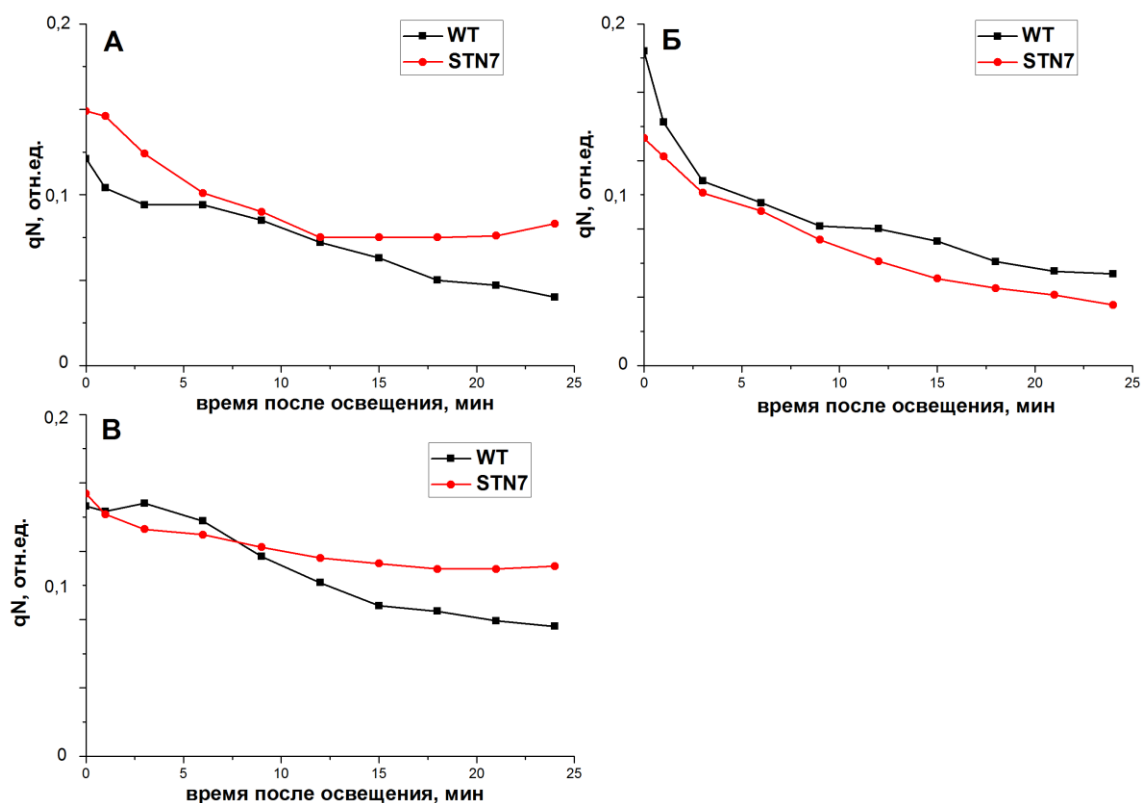 А
WT
STN7
0,2
0,1
0
qN, отн.ед.
0 5 10 15 20 25
время после освещения, мин
Б
WT
STN7
0,2
0,1
0
qN, отн.ед.
0 5 10 15 20 25
время после освещения, мин
В
WT
STN7
0,2
0,1
0
qN, отн.ед.
0 5 10 15 20 25
время после освещения, мин